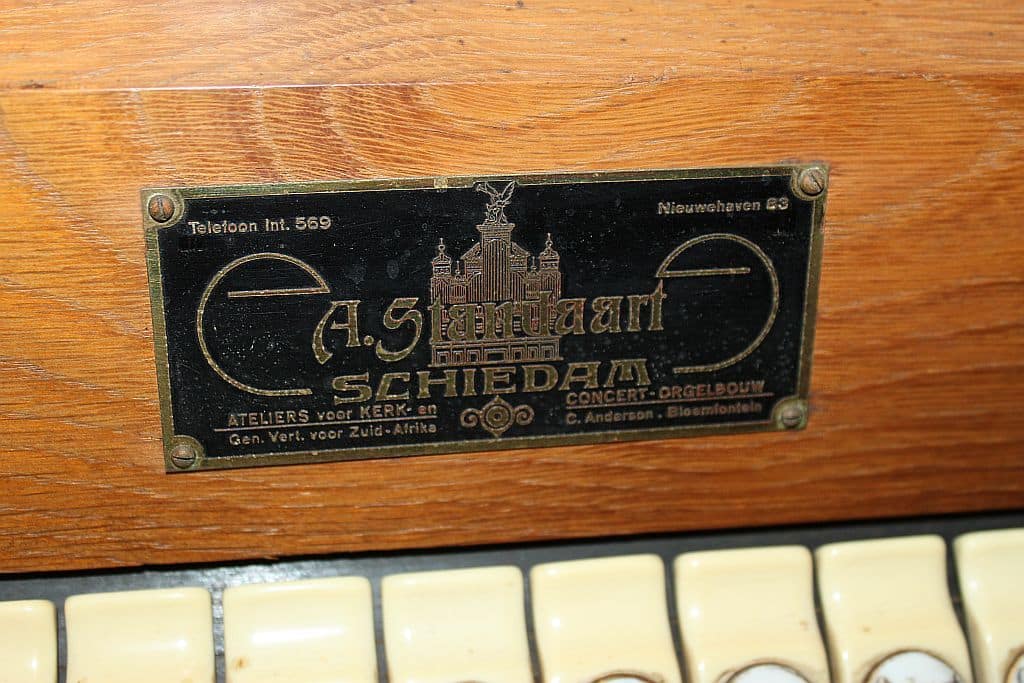 Telefoon Int. 569
Nieuwehaven 83
A. Standaart
SCHIEDAM
ATELIERS voor KERK- en CONCERT-ORGELBOUW
Gen. Vert. voor Zuid-Afrika C. Anderson. Bloemfontein